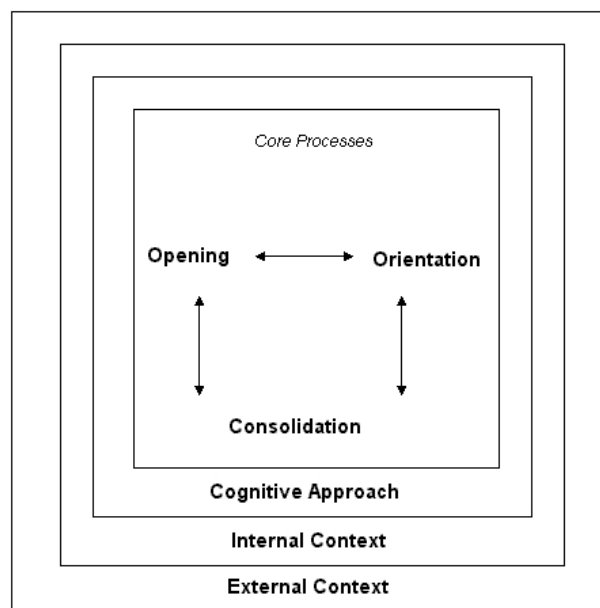 Core Processes
Opening
Orientation
Consolidation
Cognitive Approach
Internal Context
External Context